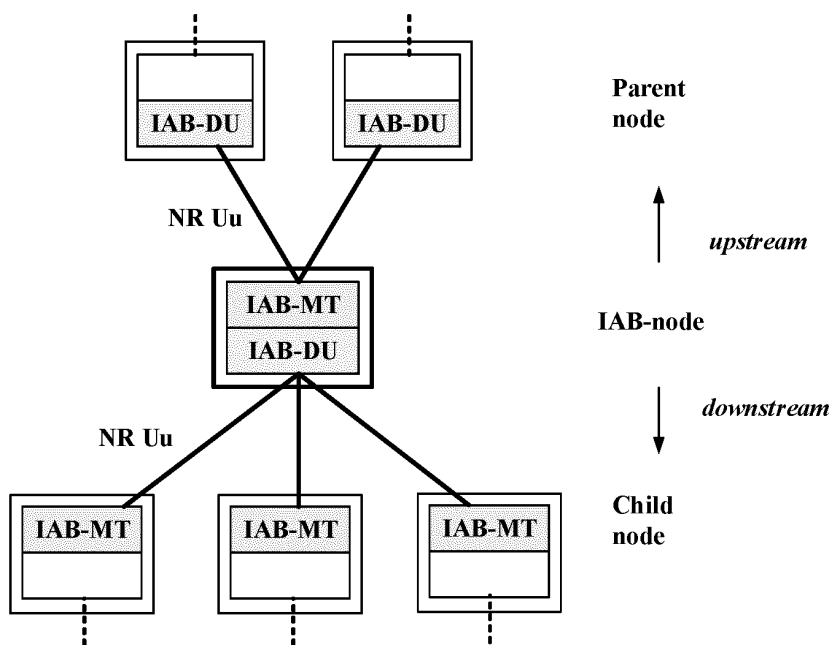 Parent
node
IAB-DU
IAB-DU
NR Uu
upstream
IAB-MT
IAB-node
IAB-DU
downstream
NR Uu
Child
node
IAB-MT
IAB-MT
IAB-MT